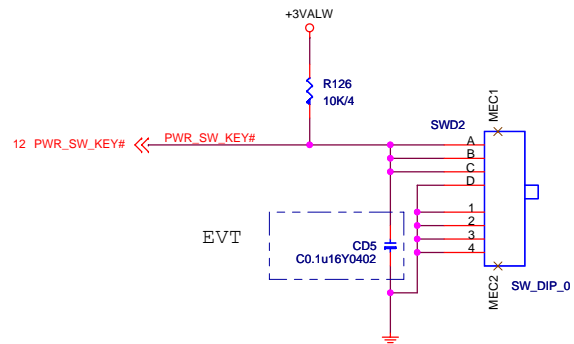 +3VALW
R126
10K/4
MEC1
SWD2
12 PWR_SW_KEY#
PWR_SW_KEY#
A
B
C
D
1
2
3
4
EVT
CD5
C0.1u16Y0402
MEC2
SW_DIP_0